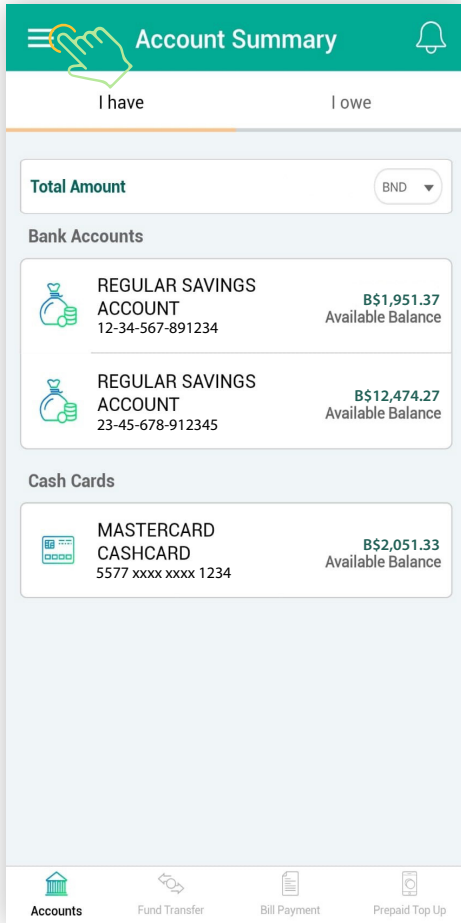 Account Summary
I have
I owe
Total Amount
BND
Bank Accounts
REGULAR SAVINGS
ACCOUNT
12-34-567-891234
B$1,951.37
Available Balance
REGULAR SAVINGS
ACCOUNT
23-45-678-912345
B$12,474.27
Available Balance
Cash Cards
MASTERCARD
CASHCARD
5577 xxxx xxxx 1234
B$2,051.33
Available Balance
Accounts
Fund Transfer
Bill Payment
Prepaid Top Up